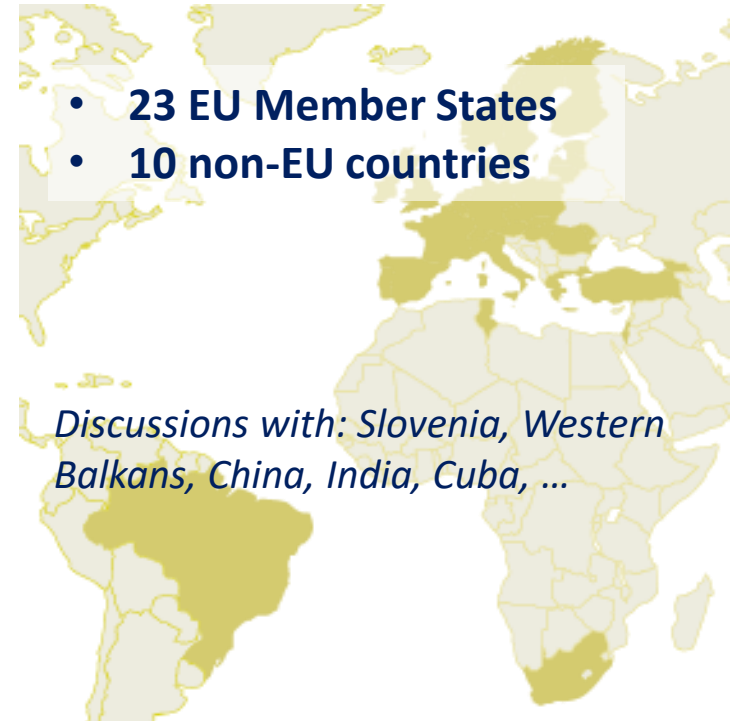 • 23 EU Member States
• 10 non-EU countries
Discussions with: Slovenia, Western
Balkans, China, India, Cuba, …